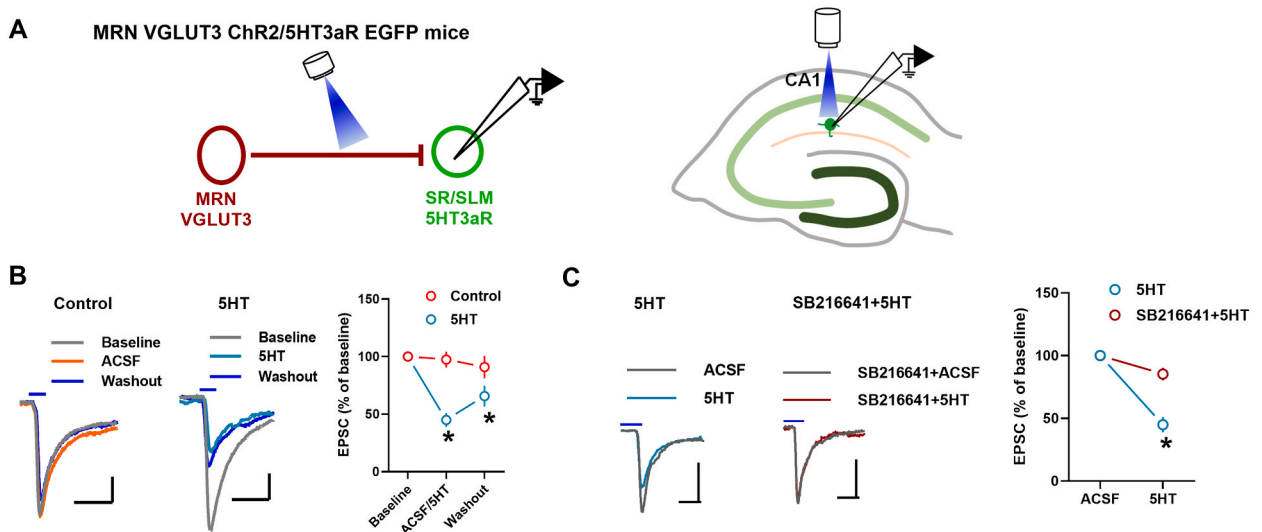 A
MRN VGLUT3 ChR2/5HT3aR EGFP mice
MRN
VGLUT3
SR/SLM
5HT3aR
CA1
B
Control
Baseline
ACSF
Washout
5HT
Baseline
5HT
Washout
EPSC (% of baseline)
150
100
50
0
Control
5HT
*
*
Baseline
ACSF/5HT
Washout
C
5HT
ACSF
5HT
SB216641+5HT
SB216641+ACSF
SB216641+5HT
EPSC (% of baseline)
150
100
50
0
5HT
SB216641+5HT
*
ACSF
5HT